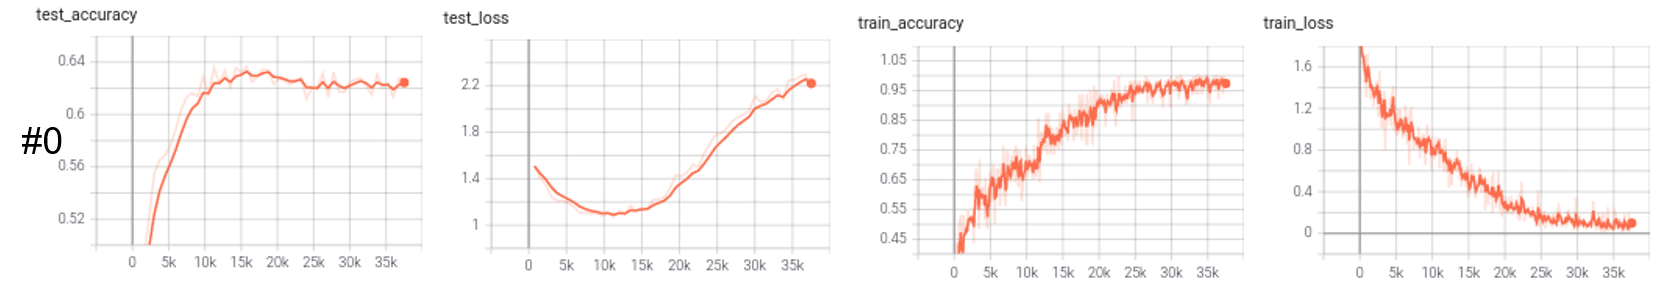 test_accuracy
0.64
0.6
0.56
0.52
0 5k 10k 15k 20k 25k 30k 35k
#0
test_loss
2.2
1.8
1.4
1
0 5k 10k 15k 20k 25k 30k 35k
train_accuracy
1.05
0.95
0.85
0.75
0.65
0.55
0.45
0 5k 10k 15k 20k 25k 30k 35k
train_loss
1.6
1.2
0.8
0.4
0
0 5k 10k 15k 20k 25k 30k 35k